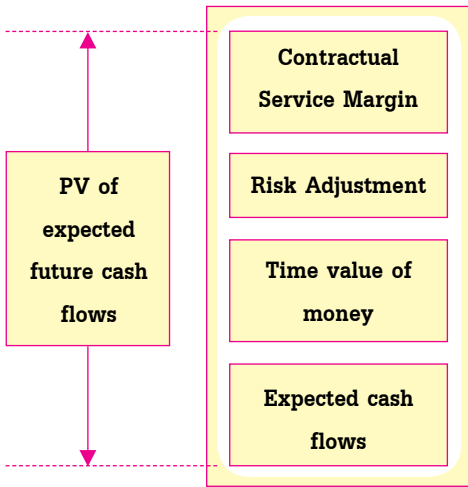 Contractual
Service Margin
Risk Adjustment
PV of
expected
future cash
flows
Time value of
money
Expected cash
flows